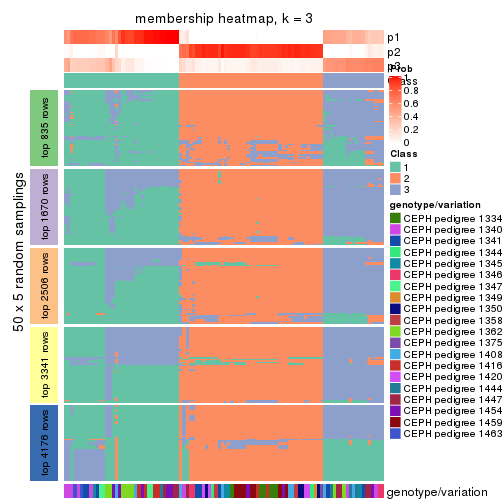 membership heatmap, k = 3
p1
p2
p3
Prob
1
0.8
0.6
0.4
0.2
0
Class
Class
1
2
3
genotype/variation
CEPH pedigree 1334
CEPH pedigree 1340
CEPH pedigree 1341
CEPH pedigree 1344
CEPH pedigree 1345
CEPH pedigree 1346
CEPH pedigree 1347
CEPH pedigree 1349
CEPH pedigree 1350
CEPH pedigree 1358
CEPH pedigree 1362
CEPH pedigree 1375
CEPH pedigree 1408
CEPH pedigree 1416
CEPH pedigree 1420
CEPH pedigree 1444
CEPH pedigree 1447
CEPH pedigree 1454
CEPH pedigree 1459
CEPH pedigree 1463
50 x 5 random samplings
top 835 rows
top 1670 rows
top 2506 rows
top 3341 rows
top 4176 rows
genotype/variation